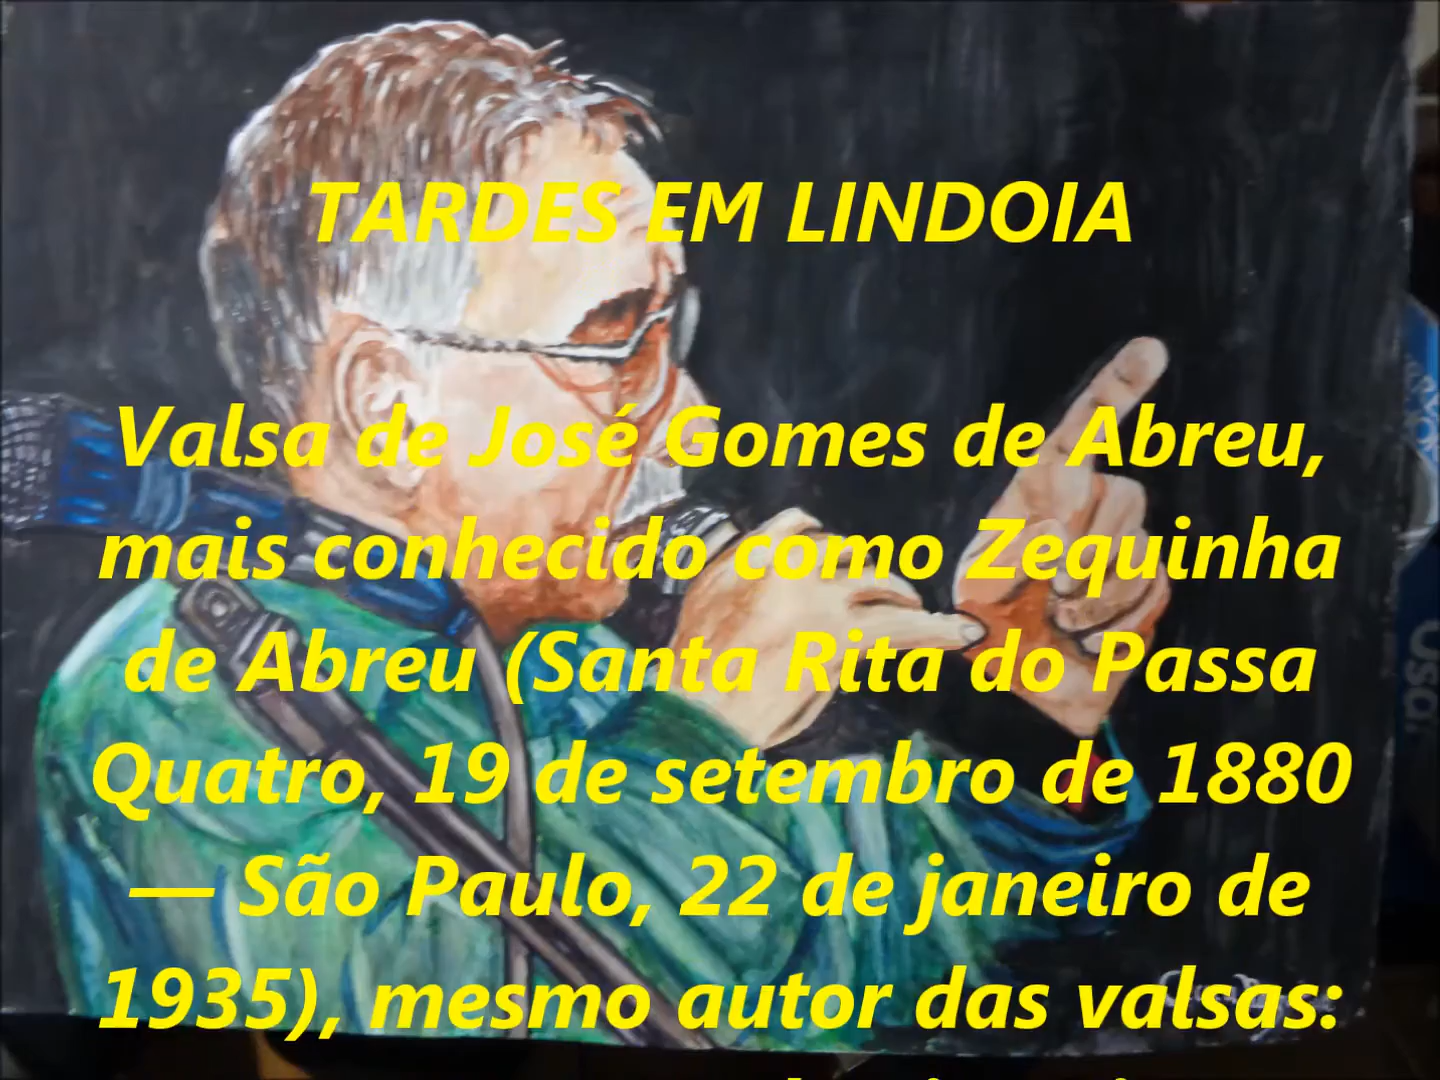 TARDES EM LINDOIA
Valsa de José Gomes de Abreu,
mais conhecido como Zequinha
de Abreu (Santa Rita do Passa
Quatro, 19 de setembro de 1880
— São Paulo, 22 de janeiro de
1935), mesmo autor das valsas: